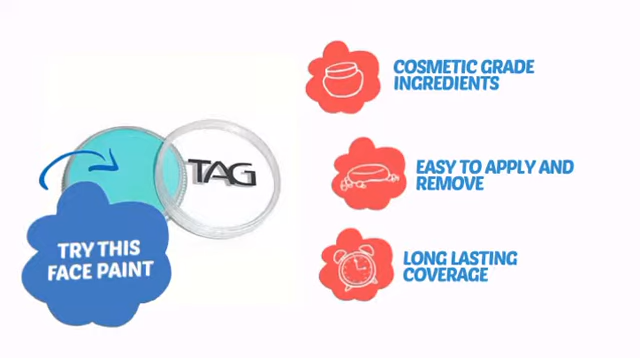 COSMETIC GRADE
INGREDIENTS
TAG
EASY TO APPLY AND
REMOVE
TRY THIS
FACE PAINT
LONG LASTING
COVERAGE